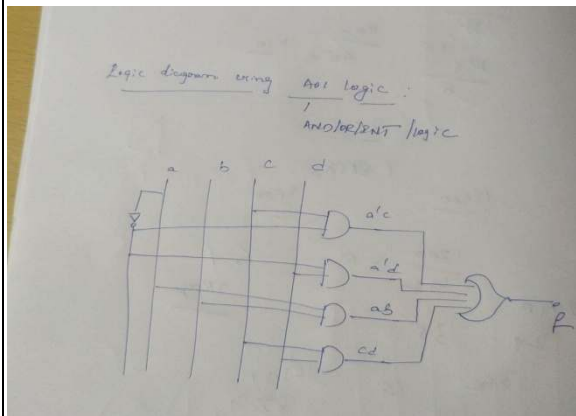 Logic diagram using AOI logic :
AND/OR/INT /logic
a b c d
a'c
a'd
ab
cd
f